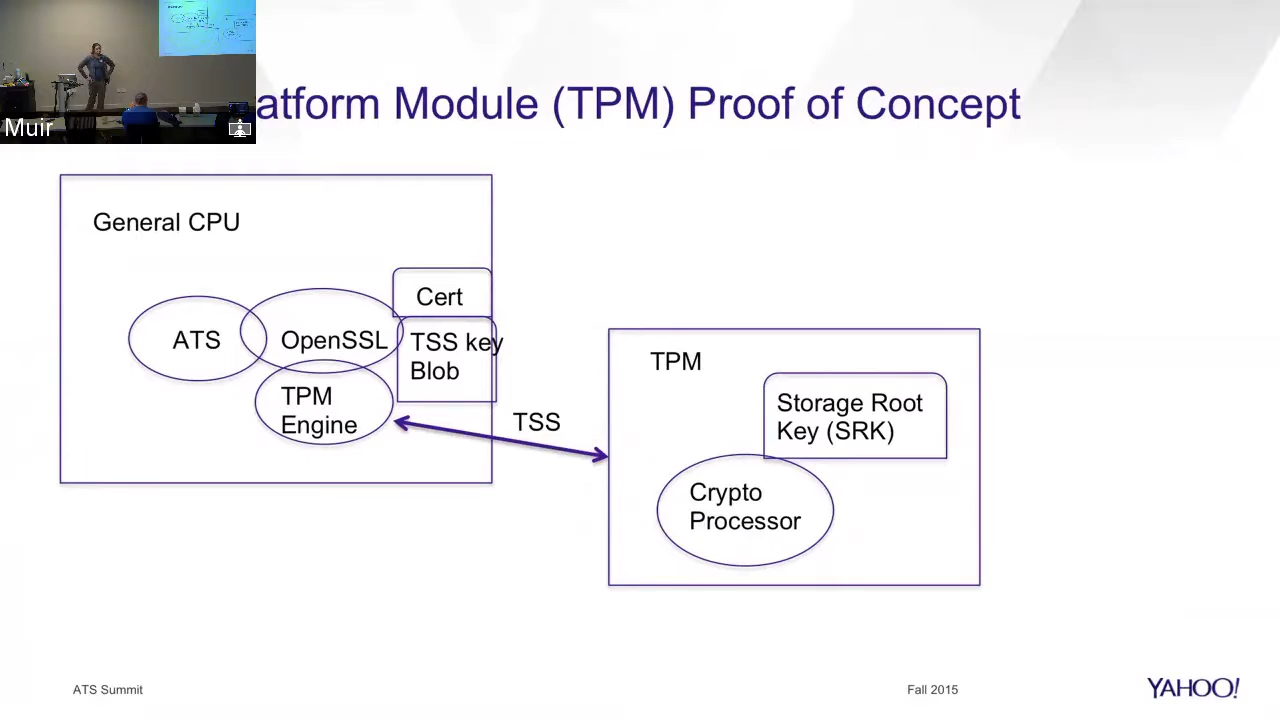 atform Module (TPM) Proof of Concept
Muir
General CPU
Cert
ATS
OpenSSL
TSS key
Blob
TPM
Engine
TSS
TPM
Storage Root
Key (SRK)
Crypto
Processor
ATS Summit
Fall 2015
YAHOO!